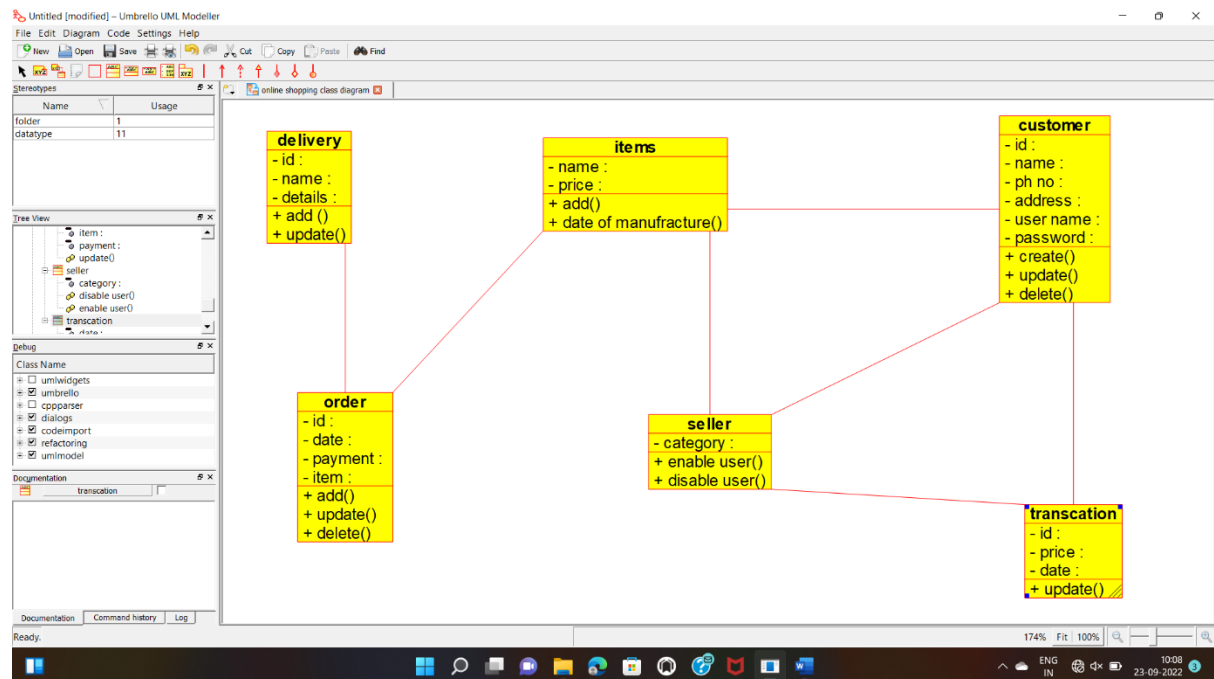 Untitled [modified] – Umbrello UML Modeller
File Edit Diagram Code Settings Help
New Open Save Cut Copy Paste Find
Stereotypes
Name Usage
folder 1
datatype 11
Tree View
item :
payment :
update()
seller
category :
disable user()
enable user()
transcation
date :
Debug
Class Name
umlwidgets
umbrello
cppparser
dialogs
codeimport
refactoring
umlmodel
Documentation
transcation
Documentation Command history Log
Ready.
online shopping class diagram
delivery
- id :
- name :
- details :
+ add ()
+ update()
items
- name :
- price :
+ add()
+ date of manufracture()
customer
- id :
- name :
- ph no :
- address :
- user name :
- password :
+ create()
+ update()
+ delete()
order
- id :
- date :
- payment :
- item :
+ add()
+ update()
+ delete()
seller
- category :
+ enable user()
+ disable user()
transcation
- id :
- price :
- date :
+ update()
174% Fit 100%
ENG
IN
10:08
23-09-2022
3